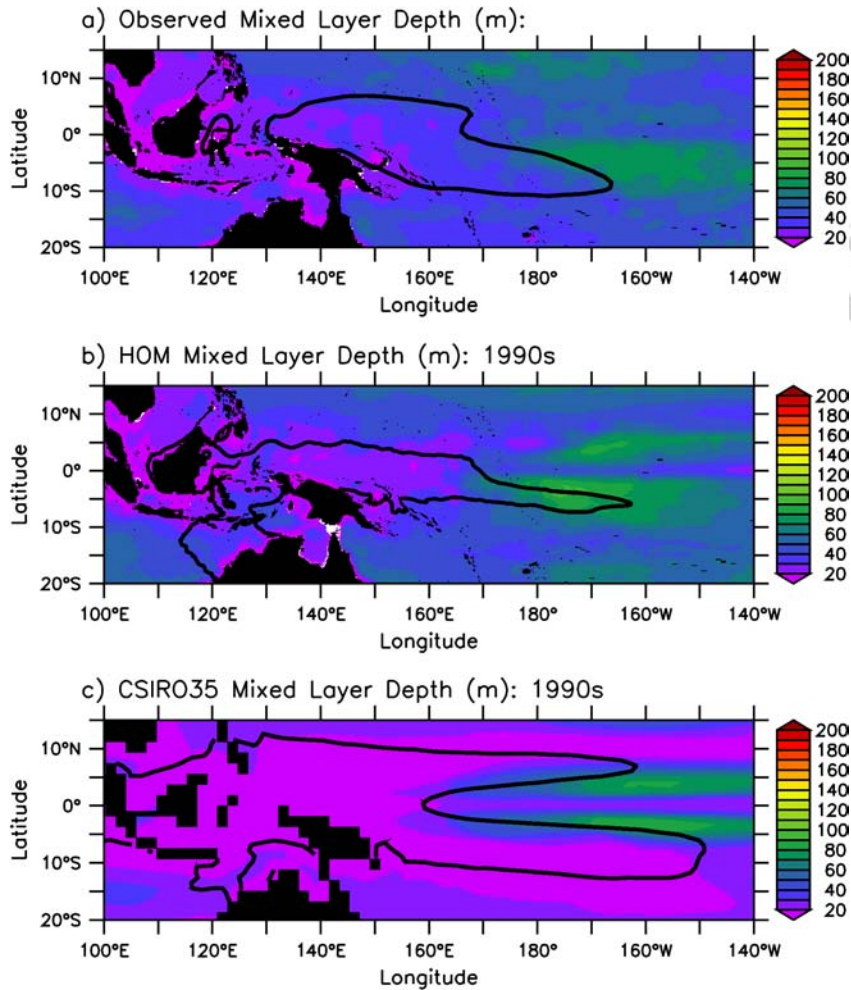 a) Observed Mixed Layer Depth (m):
10°N
0°
10°S
20°S
Latitude
100°E 120°E 140°E 160°E 180° 160°W 140°W
Longitude
200
180
160
140
120
100
80
60
40
20
b) HOM Mixed Layer Depth (m): 1990s
10°N
0°
10°S
20°S
Latitude
100°E 120°E 140°E 160°E 180° 160°W 140°W
Longitude
200
180
160
140
120
100
80
60
40
20
c) CSIRO35 Mixed Layer Depth (m): 1990s
10°N
0°
10°S
20°S
Latitude
100°E 120°E 140°E 160°E 180° 160°W 140°W
Longitude
200
180
160
140
120
100
80
60
40
20